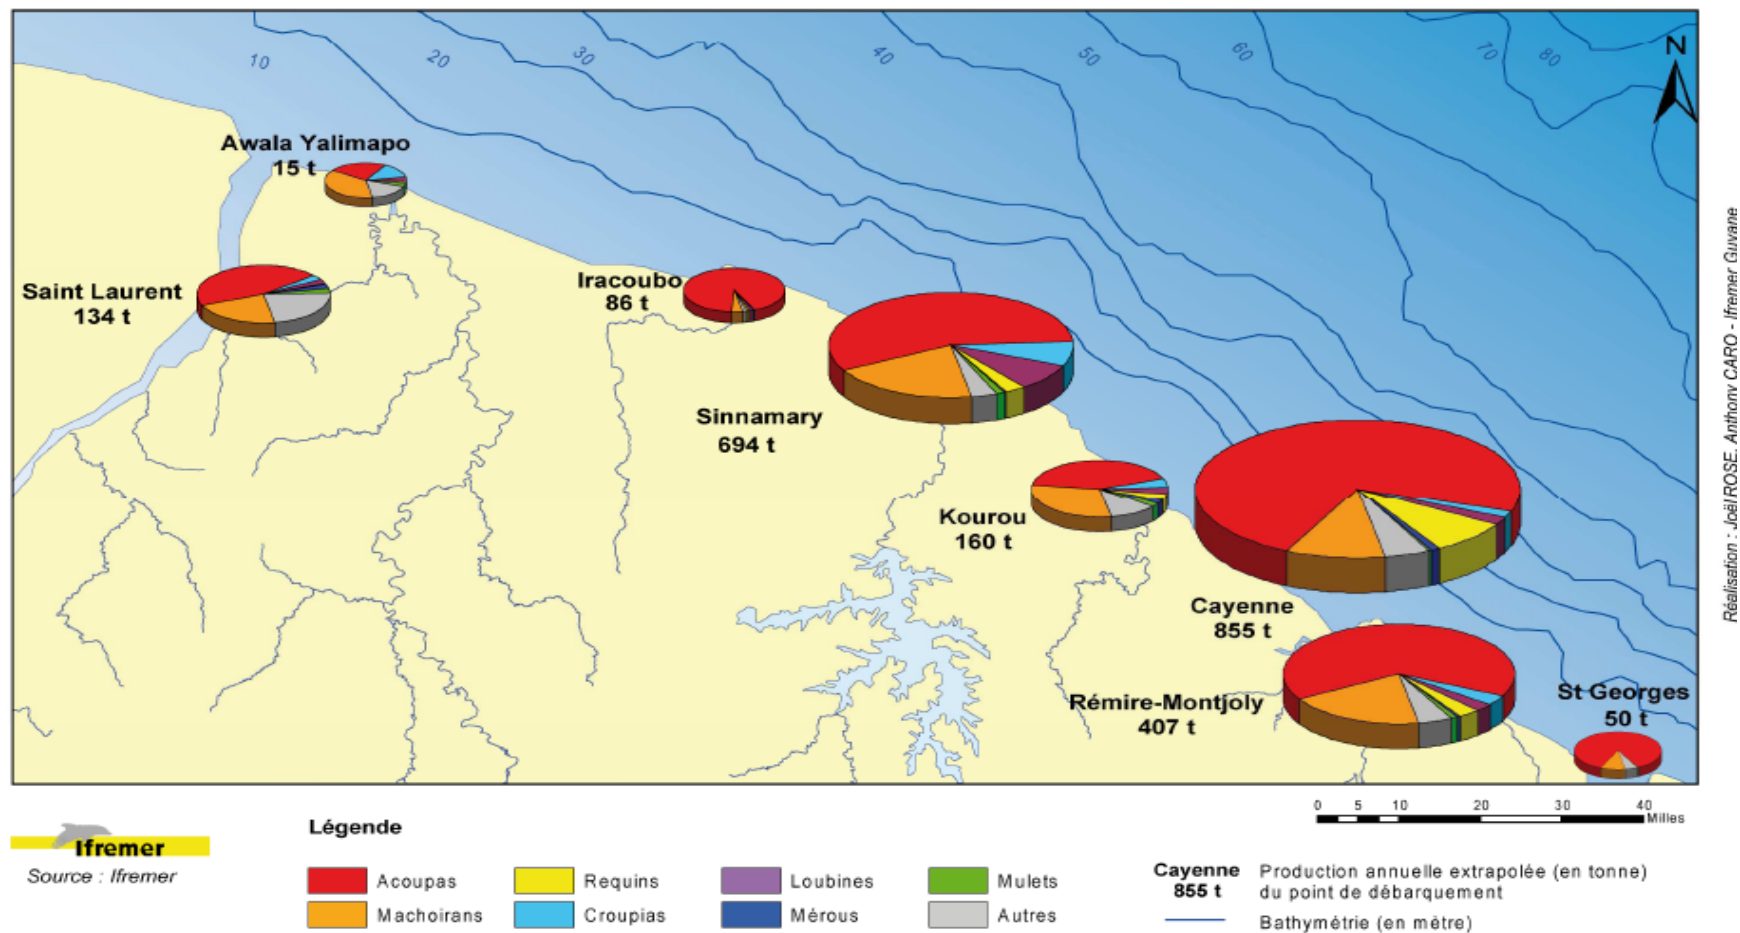 10
20
30
40
50
60
70
80
N
Awala Yalimapo
15 t
Saint Laurent
134 t
Iracoubo
86 t
Sinnamary
694 t
Kourou
160 t
Cayenne
855 t
Rémire-Montjoly
407 t
St Georges
50 t
Réalisation : Joël ROSE, Anthony CARO - Ifremer Guyane
0 5 10 20 30 40
Milles
Ifremer
Source : Ifremer
Légende
Acoupas
Requins
Loubines
Mulets
Machoirans
Croupias
Mérous
Autres
Cayenne
855 t
Production annuelle extrapolée (en tonne)
du point de débarquement
Bathymétrie (en mètre)